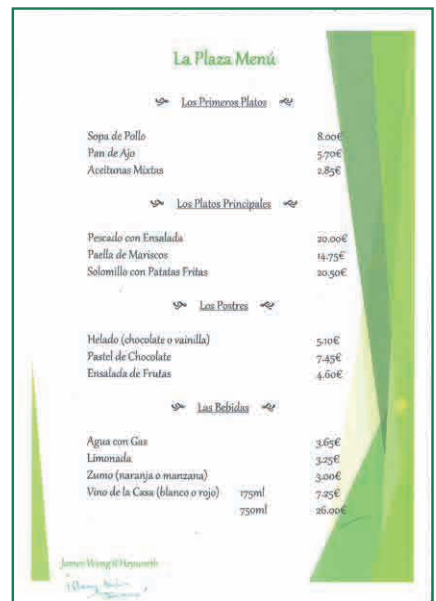 La Plaza Menú
Los Primeros Platos
Sopa de Pollo 8.00€
Pan de Ajo 5.70€
Aceitunas Mixtas 2.85€
Los Platos Principales
Pescado con Ensalada 20.00€
Paella de Mariscos 14.75€
Solomillo con Patatas Fritas 20.50€
Los Postres
Helado (chocolate o vainilla) 5.10€
Pastel de Chocolate 7.45€
Ensalada de Frutas 4.60€
Las Bebidas
Agua con Gas 3.65€
Limonada 3.25€
Zumo (naranja o manzana) 3.00€
Vino de la Casa (blanco o rojo) 175ml 7.25€
750ml 26.00€
James Wong